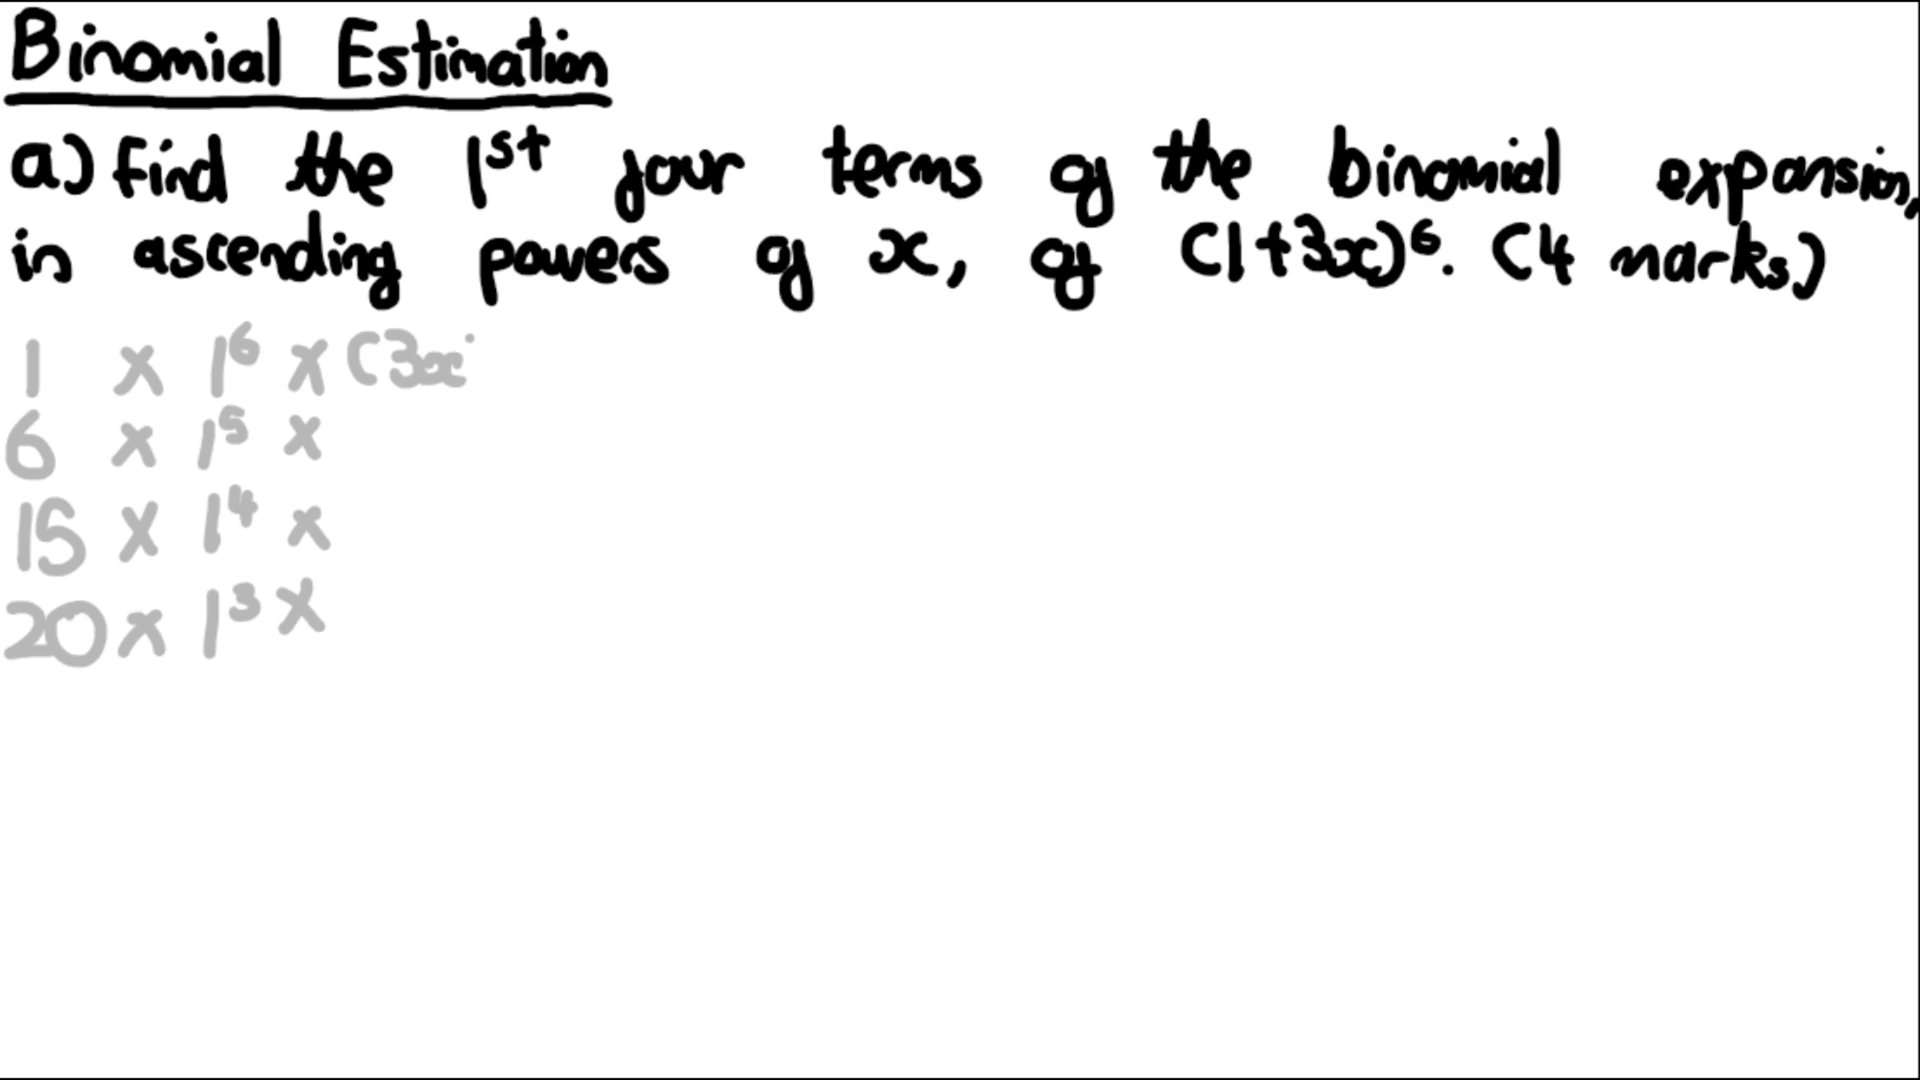 Binomial Estimation
a) find the 1st four terms of the binomial expansion,
in ascending powers of x, of (1+3x)⁶. (4 marks)
1 × 1⁶ × (3x
6 × 1⁵ ×
15 × 1⁴ ×
20 × 1³ ×